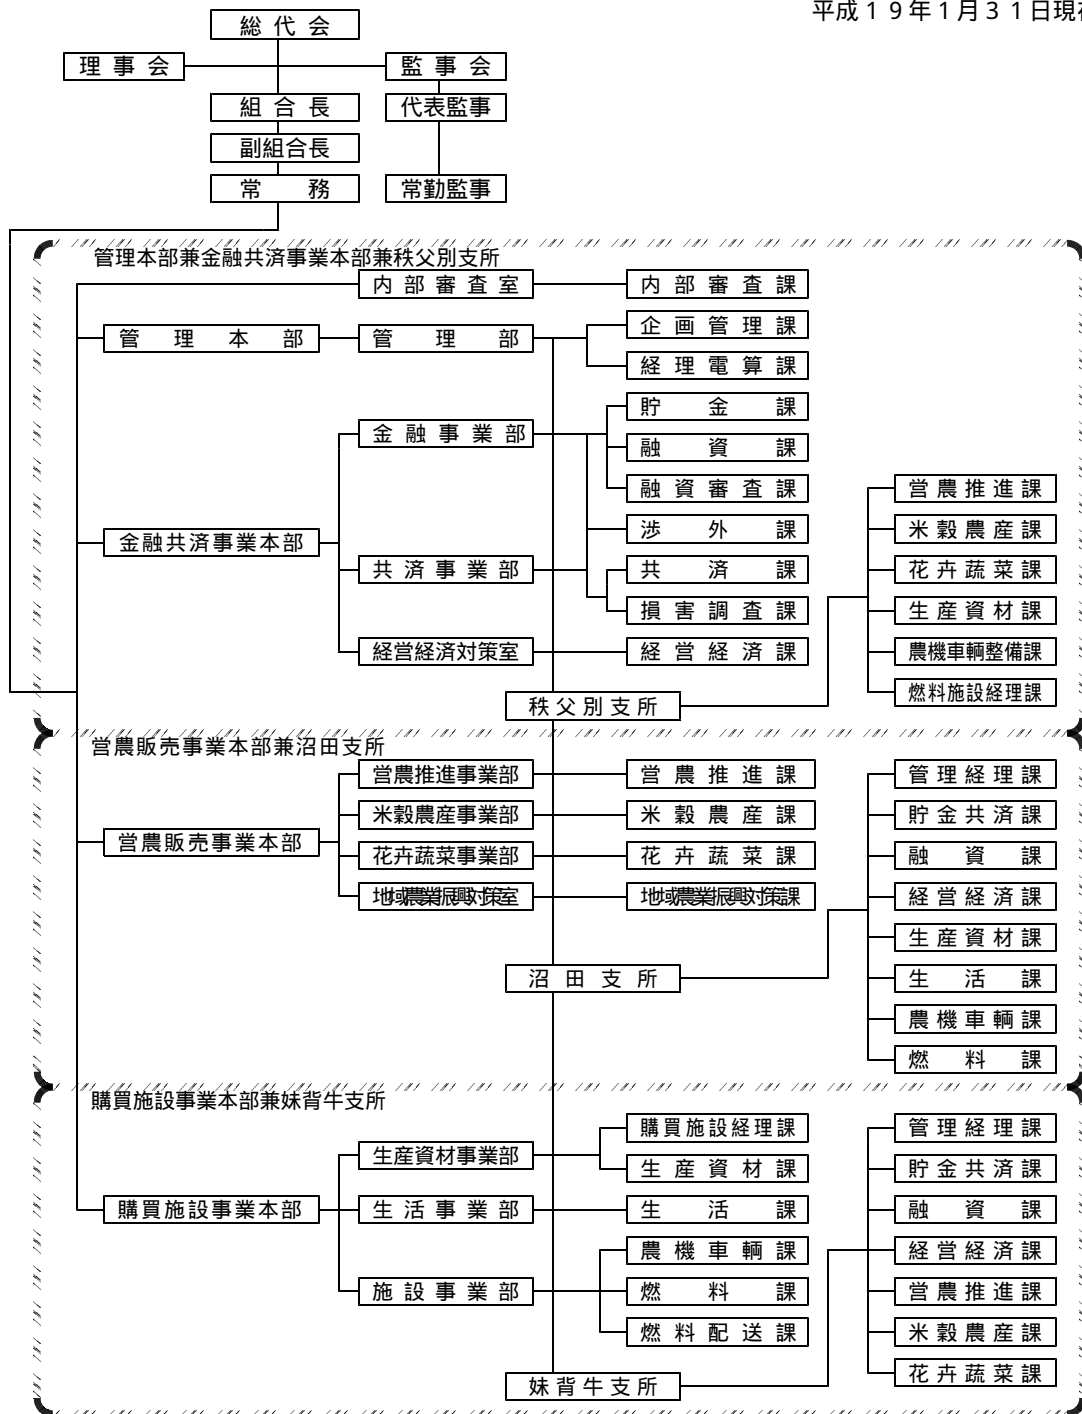 平成１９年１月３１日現
総代会
理事会
監事会
組合長
代表監事
副組合長
常務
常勤監事
管理本部兼金融共済事業本部兼秩父別支所
内部審査室
内部審査課
管理本部
管理部
企画管理課
経理電算課
金融事業部
貯金課
融資課
融資審査課
金融共済事業本部
渉外課
共済事業部
共済課
損害調査課
経営経済対策室
経営経済課
秩父別支所
営農推進課
米穀農産課
花卉蔬菜課
生産資材課
農機車輌整備課
燃料施設経理課
営農販売事業本部兼沼田支所
営農販売事業本部
営農推進事業部
営農推進課
米穀農産事業部
米穀農産課
花卉蔬菜事業部
花卉蔬菜課
地域農業振興対策室
地域農業振興対策課
沼田支所
管理経理課
貯金共済課
融資課
経営経済課
生産資材課
生活課
農機車輌課
燃料課
購買施設事業本部兼妹背牛支所
購買施設事業本部
生産資材事業部
購買施設経理課
生産資材課
生活事業部
生活課
施設事業部
農機車輌課
燃料課
燃料配送課
妹背牛支所
管理経理課
貯金共済課
融資課
経営経済課
営農推進課
米穀農産課
花卉蔬菜課